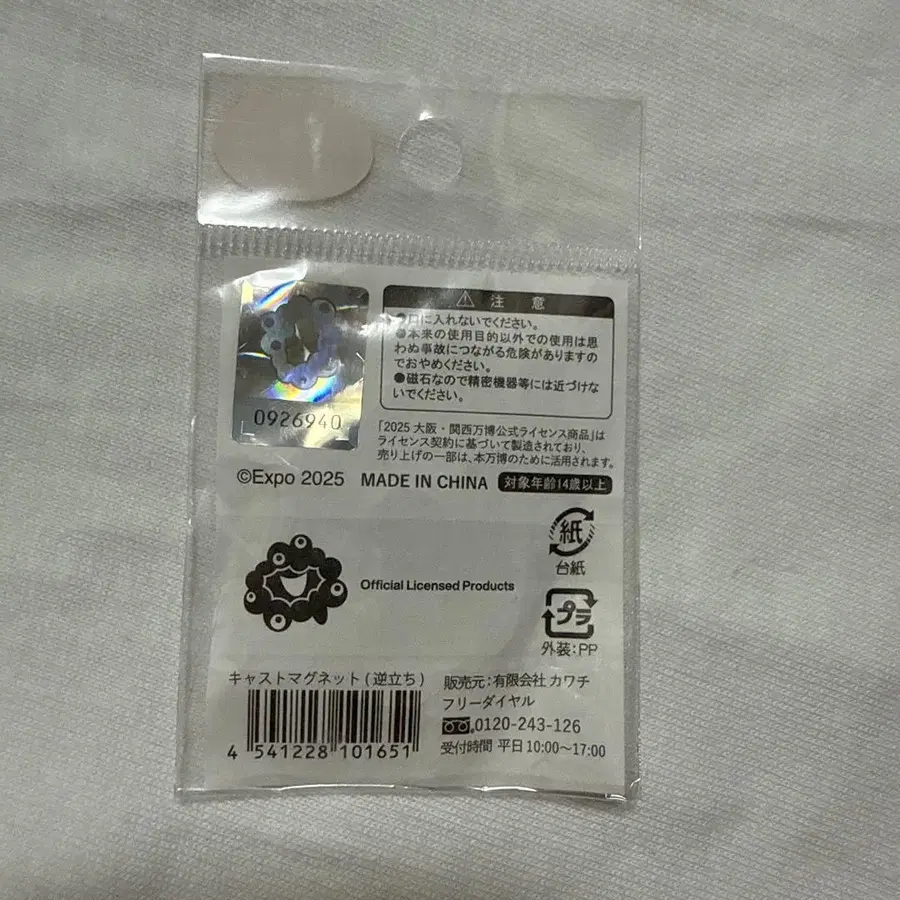 ⚠ 注 意
●口に入れないでください。
●本来の使用目的以外での使用は思
わぬ事故につながる危険がありますの
でおやめください。
●磁石なので精密機器等には近づけな
いでください。
0926940
「2025 大阪・関西万博公式ライセンス商品」は
ライセンス契約に基づいて製造されており、
売り上げの一部は、本万博のために活用されます。
©Expo 2025 MADE IN CHINA 対象年齢14歳以上
紙
台紙
Official Licensed Products
プラ
外装:PP
キャストマグネット(逆立ち)
4 541228 101651
販売元:有限会社 カワチ
フリーダイヤル
0120-243-126
受付時間 平日10:00〜17:00